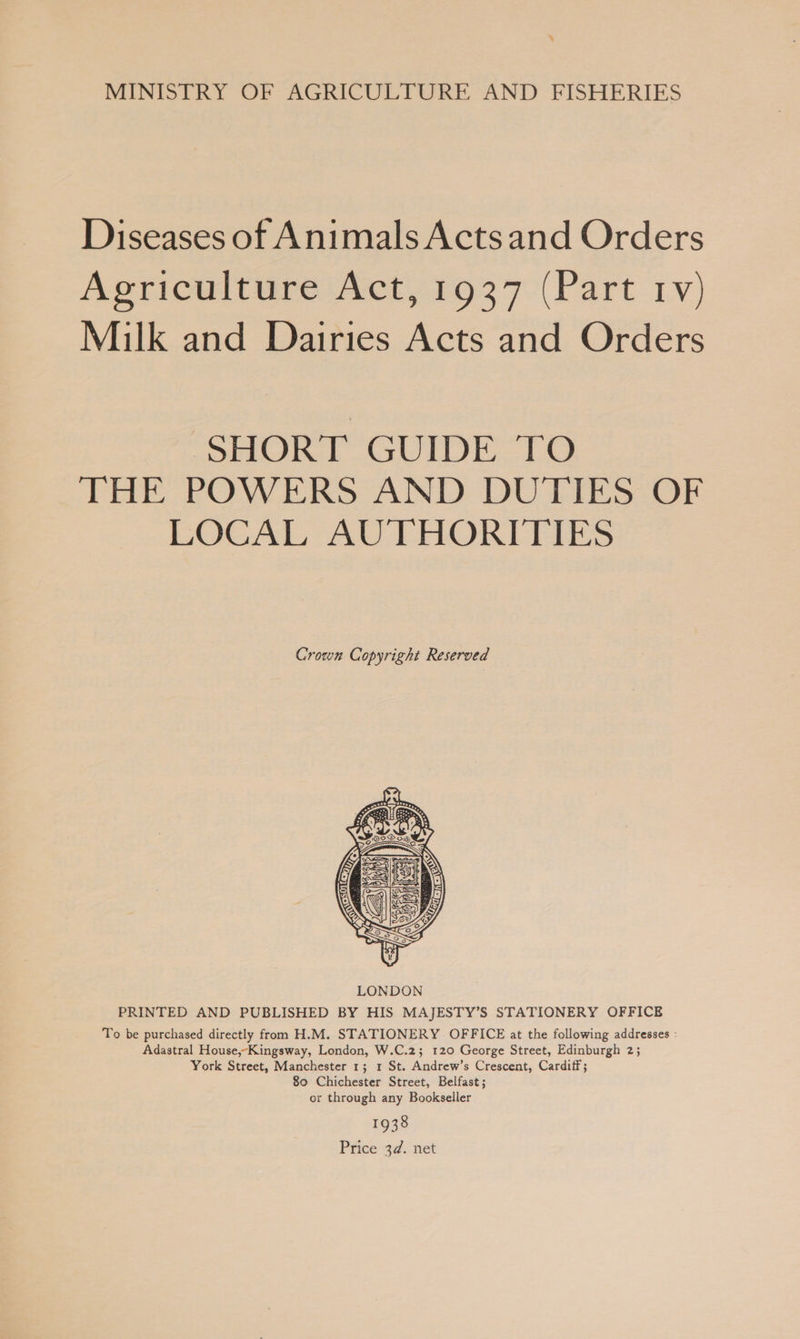 MINISTRY OF AGRICULTURE AND FISHERIES
Diseases of Animals Acts and Orders
Agriculture Act, 1937 (Part IV)
Milk and Dairies Acts and Orders
SHORT GUIDE TO
THE POWERS AND DUTIES OF
LOCAL AUTHORITIES
Crown Copyright Reserved
LONDON
PRINTED AND PUBLISHED BY HIS MAJESTY'S STATIONERY OFFICE
To be purchased directly from H.M. STATIONERY OFFICE at the following addresses:
Adastral House, Kingsway, London, W.C.2; 120 George Street, Edinburgh 2;
York Street, Manchester 1; 1 St. Andrew's Crescent, Cardiff;
80 Chichester Street, Belfast;
or through any Bookseller
1938
Price 3d. net